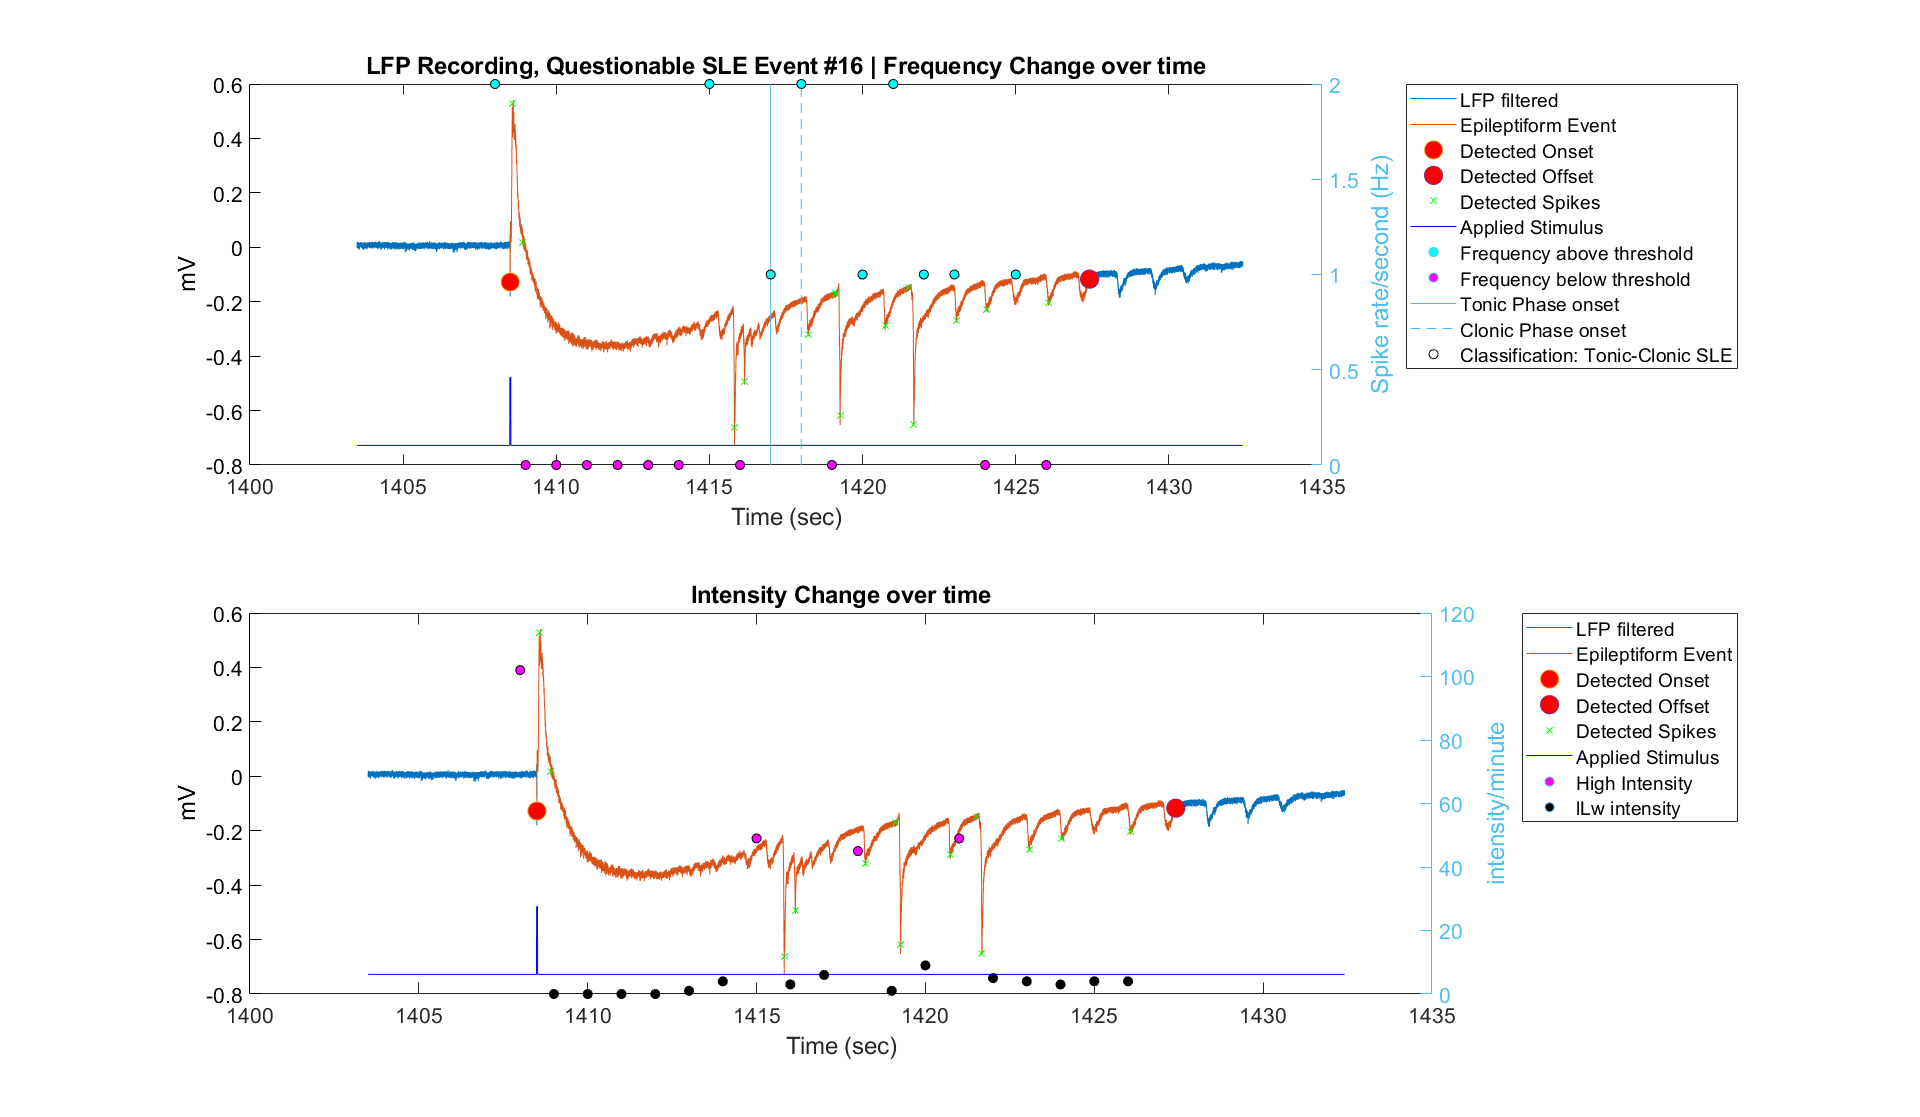 LFP Recording, Questionable SLE Event #16 | Frequency Change over time
0.6
0.4
0.2
0
-0.2
-0.4
-0.6
-0.8
mV
1400 1405 1410 1415 1420 1425 1430 1435
Time (sec)
2
1.5
1
0.5
0
Spike rate/second (Hz)
LFP filtered
Epileptiform Event
Detected Onset
Detected Offset
Detected Spikes
Applied Stimulus
Frequency above threshold
Frequency below threshold
Tonic Phase onset
Clonic Phase onset
Classification: Tonic-Clonic SLE
Intensity Change over time
0.6
0.4
0.2
0
-0.2
-0.4
-0.6
-0.8
mV
1400 1405 1410 1415 1420 1425 1430 1435
Time (sec)
120
100
80
60
40
20
0
intensity/minute
LFP filtered
Epileptiform Event
Detected Onset
Detected Offset
Detected Spikes
Applied Stimulus
High Intensity
lLw intensity